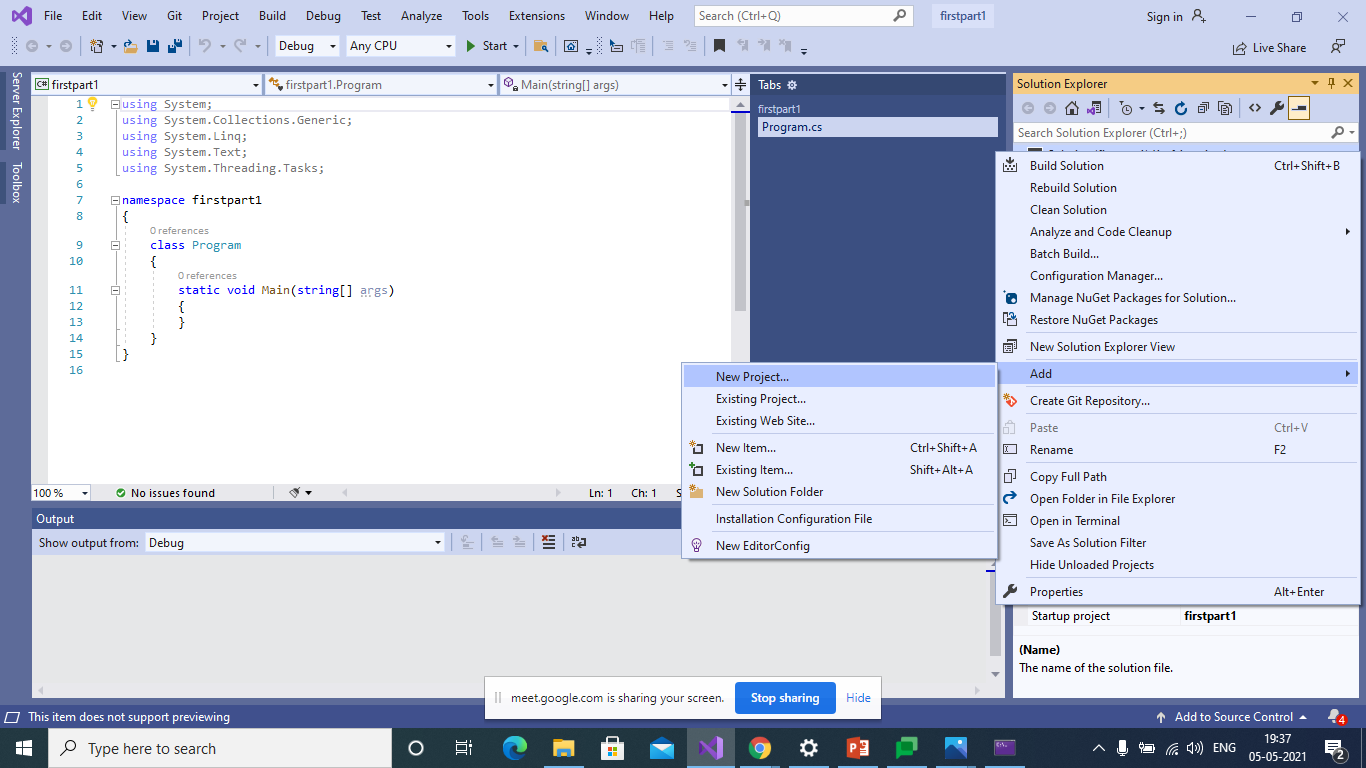 File Edit View Git Project Build Debug Test Analyze Tools Extensions Window Help Search (Ctrl+Q) firstpart1 Sign in
Debug Any CPU Start Live Share
Server Explorer
Toolbox
C# firstpart1 firstpart1.Program Main(string[] args)
1 using System;
2 using System.Collections.Generic;
3 using System.Linq;
4 using System.Text;
5 using System.Threading.Tasks;
6
7 namespace firstpart1
8 {
0 references
9 class Program
10 {
0 references
11 static void Main(string[] args)
12 {
13 }
14 }
15 }
16
100 % No issues found Ln: 1 Ch: 1 S
Tabs
firstpart1
Program.cs
Solution Explorer
Search Solution Explorer (Ctrl+;)
Build Solution Ctrl+Shift+B
Rebuild Solution
Clean Solution
Analyze and Code Cleanup
Batch Build...
Configuration Manager...
Manage NuGet Packages for Solution...
Restore NuGet Packages
New Solution Explorer View
Add
Create Git Repository...
Paste Ctrl+V
Rename F2
Copy Full Path
Open Folder in File Explorer
Open in Terminal
Save As Solution Filter
Hide Unloaded Projects
Properties Alt+Enter
New Project...
Existing Project...
Existing Web Site...
New Item... Ctrl+Shift+A
Existing Item... Shift+Alt+A
New Solution Folder
Installation Configuration File
New EditorConfig
Startup project firstpart1
(Name)
The name of the solution file.
Output
Show output from: Debug
meet.google.com is sharing your screen. Stop sharing Hide
This item does not support previewing Add to Source Control 4
Type here to search ENG 19:37
05-05-2021 2